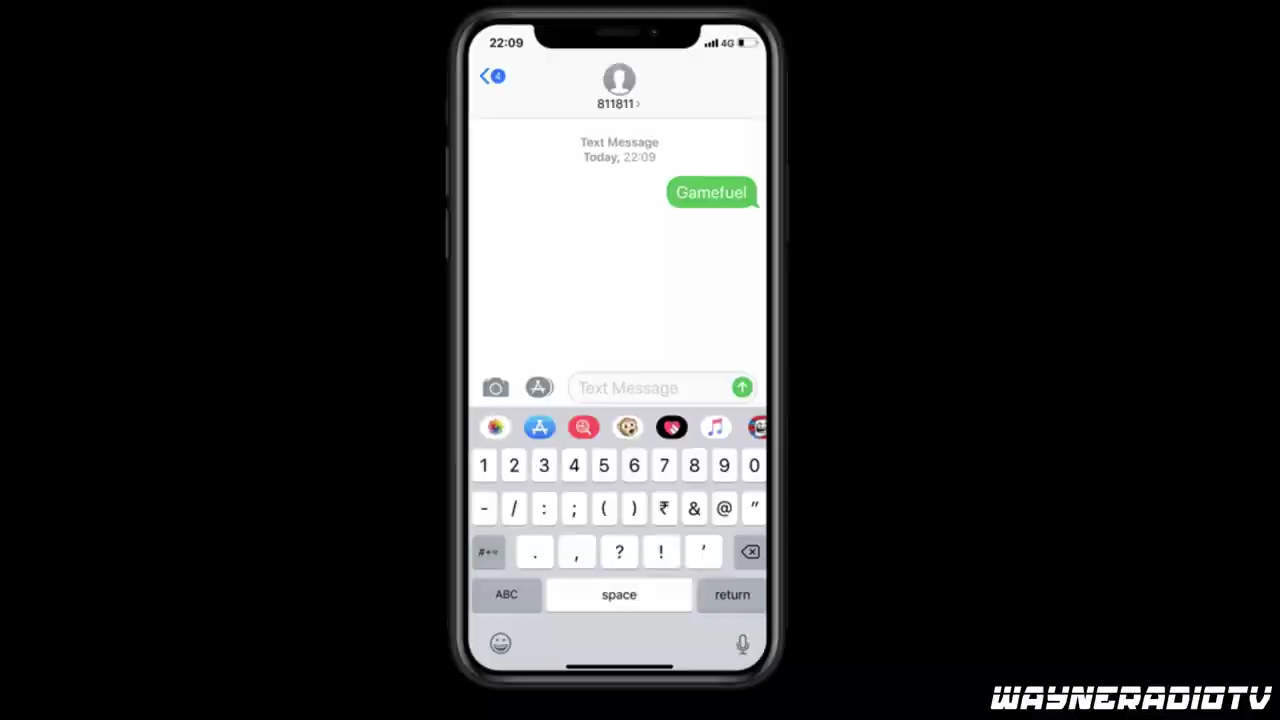 22:09
4G
4
811811 ›
Text Message
Today, 22:09
Gamefuel
Text Message
1 2 3 4 5 6 7 8 9 0
- / : ; ( ) ₹ & @ "
#+= . , ? ! '
ABC space return
WAYNERADIOTV